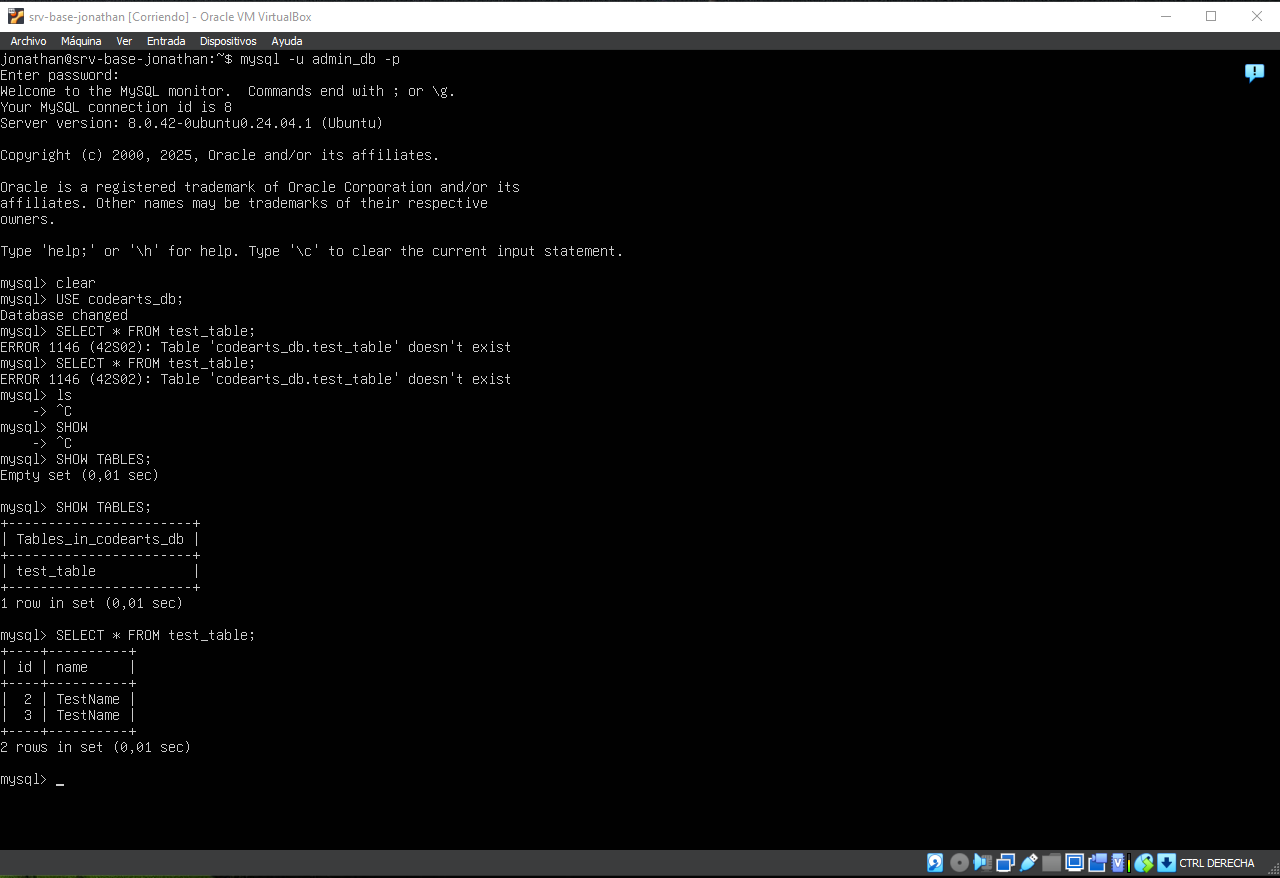 srv-base-jonathan [Corriendo] - Oracle VM VirtualBox
Archivo Máquina Ver Entrada Dispositivos Ayuda
jonathan@srv-base-jonathan:~$ mysql -u admin_db -p
Enter password:
Welcome to the MySQL monitor.  Commands end with ; or \g.
Your MySQL connection id is 8
Server version: 8.0.42-0ubuntu0.24.04.1 (Ubuntu)
Copyright (c) 2000, 2025, Oracle and/or its affiliates.
Oracle is a registered trademark of Oracle Corporation and/or its
affiliates. Other names may be trademarks of their respective
owners.
Type 'help;' or '\h' for help. Type '\c' to clear the current input statement.
mysql> clear
mysql> USE codearts_db;
Database changed
mysql> SELECT * FROM test_table;
ERROR 1146 (42S02): Table 'codearts_db.test_table' doesn't exist
mysql> SELECT * FROM test_table;
ERROR 1146 (42S02): Table 'codearts_db.test_table' doesn't exist
mysql> ls
    -> ^C
mysql> SHOW
    -> ^C
mysql> SHOW TABLES;
Empty set (0,01 sec)
mysql> SHOW TABLES;
+-----------------------+
| Tables_in_codearts_db |
+-----------------------+
| test_table            |
+-----------------------+
1 row in set (0,01 sec)
mysql> SELECT * FROM test_table;
+----+----------+
| id | name     |
+----+----------+
|  2 | TestName |
|  3 | TestName |
+----+----------+
2 rows in set (0,01 sec)
mysql> _
CTRL DERECHA